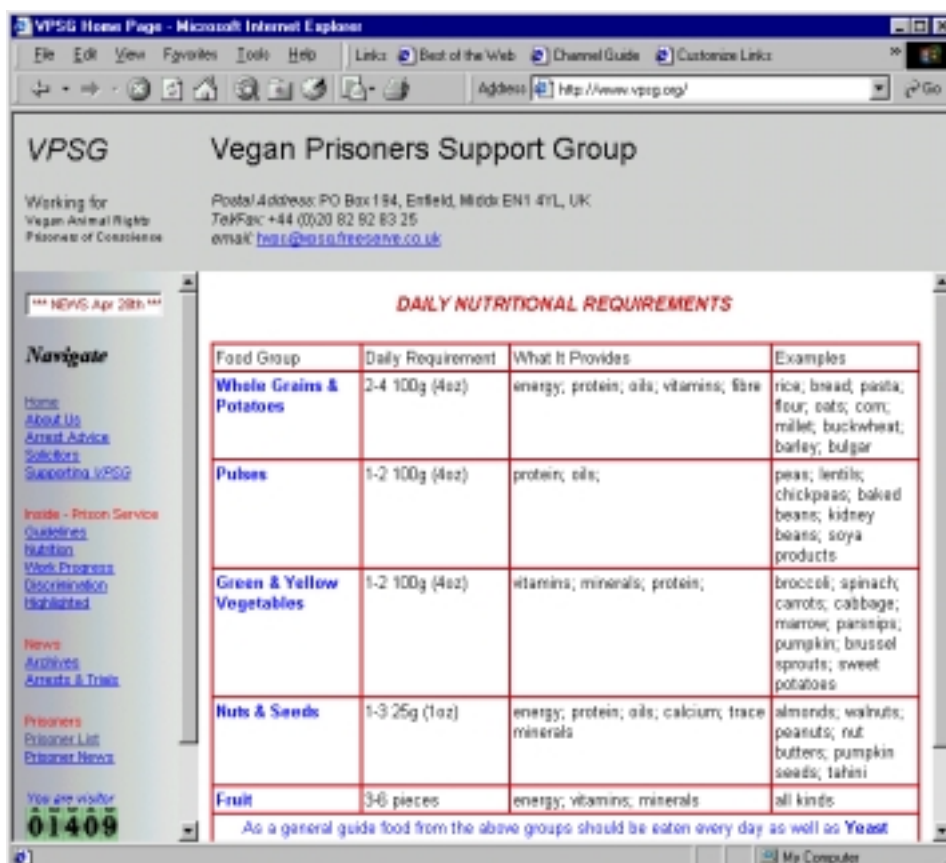 VPSG Home Page - Microsoft Internet Explorer
File Edit View Favorites Tools Help Links Best of the Web Channel Guide Customize Links »
Address http://www.vpsg.org/ Go
VPSG
Vegan Prisoners Support Group
Working for
Vegan Animal Rights
Prisoners of Conscience
Postal Address: PO Box 194, Enfield, Middx EN1 4YL, UK
Tel/Fax: +44 (0)20 82 92 83 25
email: hvpc@vpsg.freeserve.co.uk
*** NEWS Apr 28th ***
Navigate
Home
About Us
Arrest Advice
Solicitors
Supporting VPSG
Inside - Prison Service
Guidelines
Nutrition
Work Progress
Discrimination
Highlighted
News
Archives
Arrests & Trials
Prisoners
Prisoner List
Prisoner News
You are visitor
01409
DAILY NUTRITIONAL REQUIREMENTS
Food Group Daily Requirement What It Provides Examples
Whole Grains & 2-4 100g (4oz) energy; protein; oils; vitamins; fibre rice; bread; pasta;
Potatoes flour; oats; corn;
millet; buckwheat;
barley; bulgar
Pulses 1-2 100g (4oz) protein; oils; peas; lentils;
chickpeas; baked
beans; kidney
beans; soya
products
Green & Yellow 1-2 100g (4oz) vitamins; minerals; protein; broccoli; spinach;
Vegetables carrots; cabbage;
marrow; parsnips;
pumpkin; brussel
sprouts; sweet
potatoes
Nuts & Seeds 1-3 25g (1oz) energy; protein; oils; calcium; trace almonds; walnuts;
minerals peanuts; nut
butters; pumpkin
seeds; tahini
Fruit 3-6 pieces energy; vitamins; minerals all kinds
As a general guide food from the above groups should be eaten every day as well as Yeast
My Computer